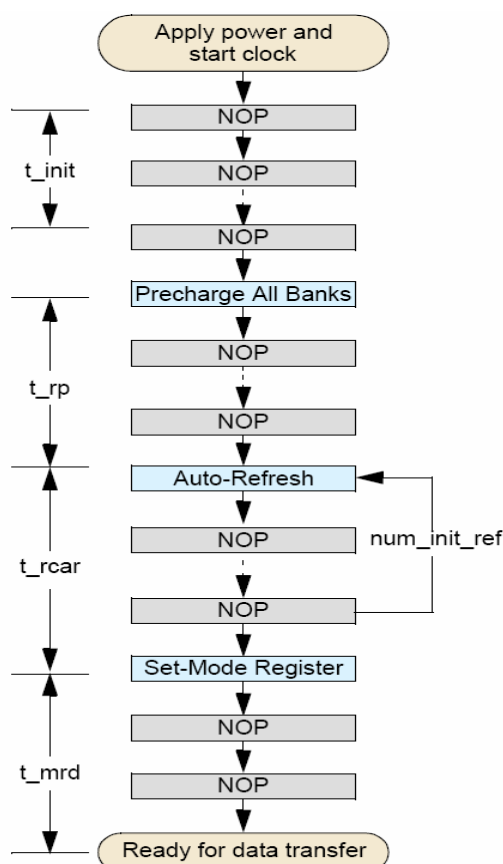 Apply power and
start clock
NOP
t_init
NOP
NOP
Precharge All Banks
NOP
t_rp
NOP
Auto-Refresh
NOP
num_init_ref
t_rcar
NOP
Set-Mode Register
NOP
t_mrd
NOP
Ready for data transfer